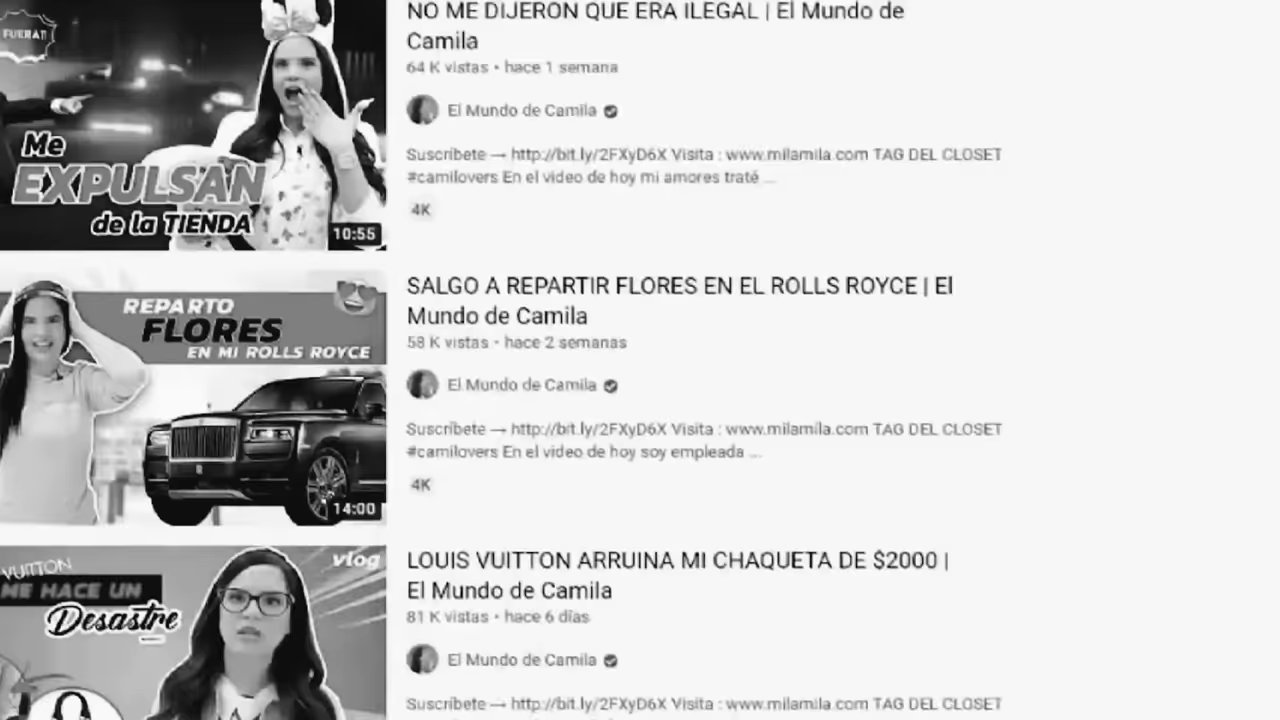 FUERA!!
Me
EXPULSAN
de la TIENDA
10:55
NO ME DIJERON QUE ERA ILEGAL | El Mundo de
Camila
64 K vistas • hace 1 semana
El Mundo de Camila
Suscríbete → http://bit.ly/2FXyD6X Visita : www.milamila.com TAG DEL CLOSET
#camilovers En el video de hoy mi amores traté ...
4K
REPARTO
FLORES
EN MI ROLLS ROYCE
14:00
SALGO A REPARTIR FLORES EN EL ROLLS ROYCE | El
Mundo de Camila
58 K vistas • hace 2 semanas
El Mundo de Camila
Suscríbete → http://bit.ly/2FXyD6X Visita : www.milamila.com TAG DEL CLOSET
#camilovers En el video de hoy soy empleada ...
4K
VUITTON
ME HACE UN
Desastre
vlog
LOUIS VUITTON ARRUINA MI CHAQUETA DE $2000 |
El Mundo de Camila
81 K vistas • hace 6 días
El Mundo de Camila
Suscríbete → http://bit.ly/2FXyD6X Visita : www.milamila.com TAG DEL CLOSET